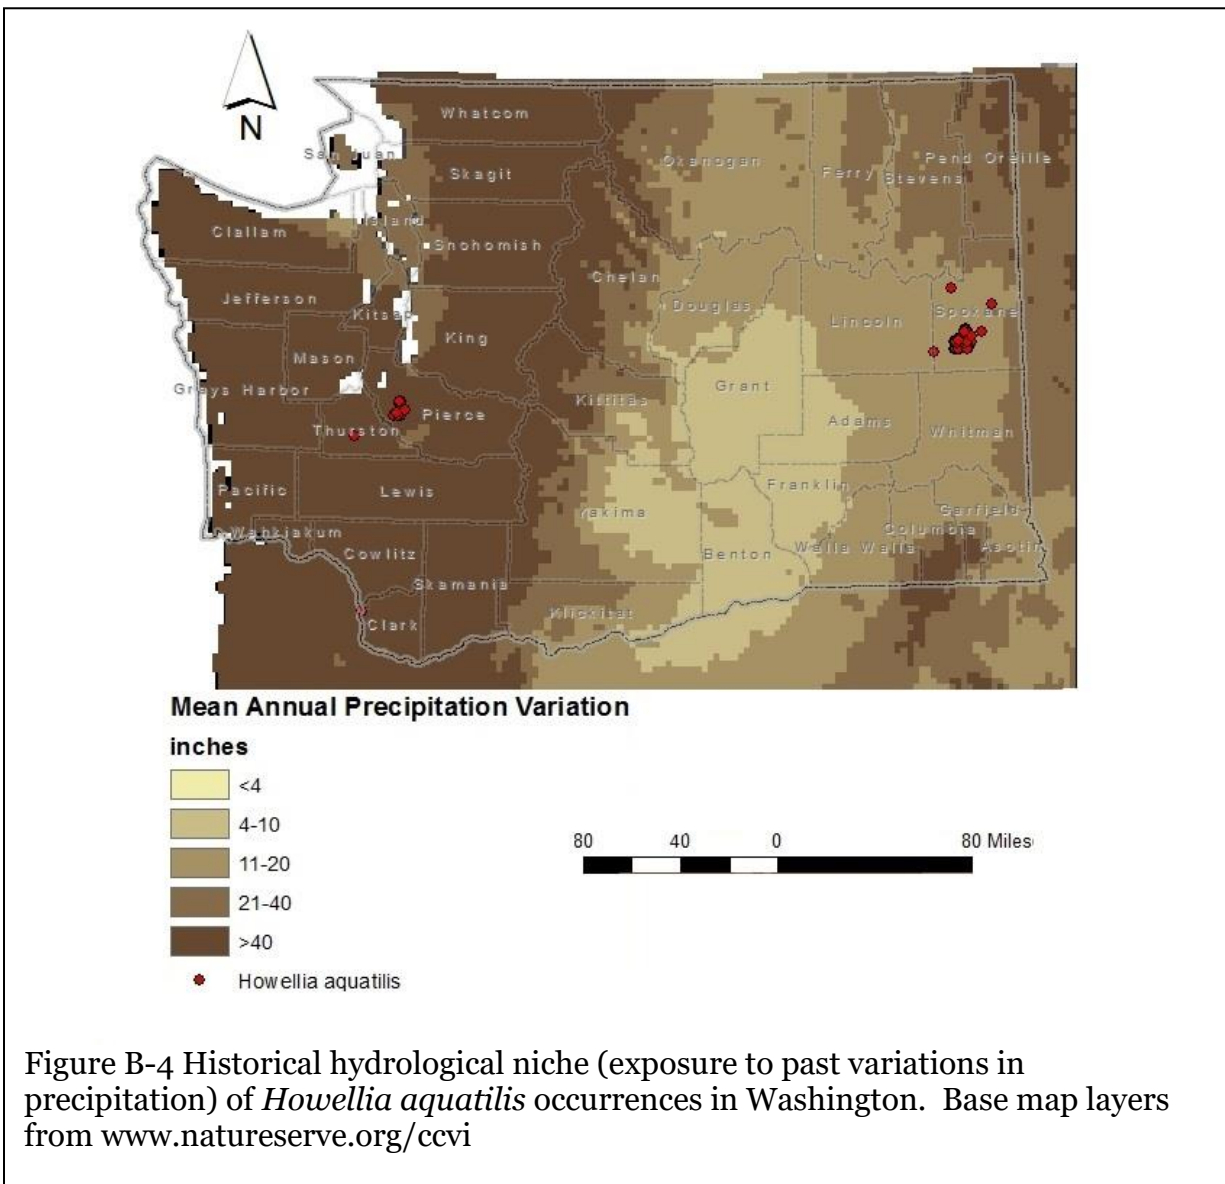 N
Whatcom
San Juan
Skagit
Okanogan
Ferry
Stevens
Pend Oreille
Island
Clallam
Snohomish
Chelan
Jefferson
Kitsap
King
Douglas
Lincoln
Spokane
Mason
Grays Harbor
Grant
Kittitas
Pierce
Thurston
Adams
Whitman
Pacific
Lewis
Yakima
Franklin
Garfield
Wahkiakum
Columbia
Asotin
Cowlitz
Benton
Walla Walla
Skamania
Klickitat
Clark
Mean Annual Precipitation Variation
inches
<4
4-10
11-20
21-40
>40
Howellia aquatilis
80 40 0 80 Miles
Figure B-4 Historical hydrological niche (exposure to past variations in
precipitation) of Howellia aquatilis occurrences in Washington. Base map layers
from www.natureserve.org/ccvi